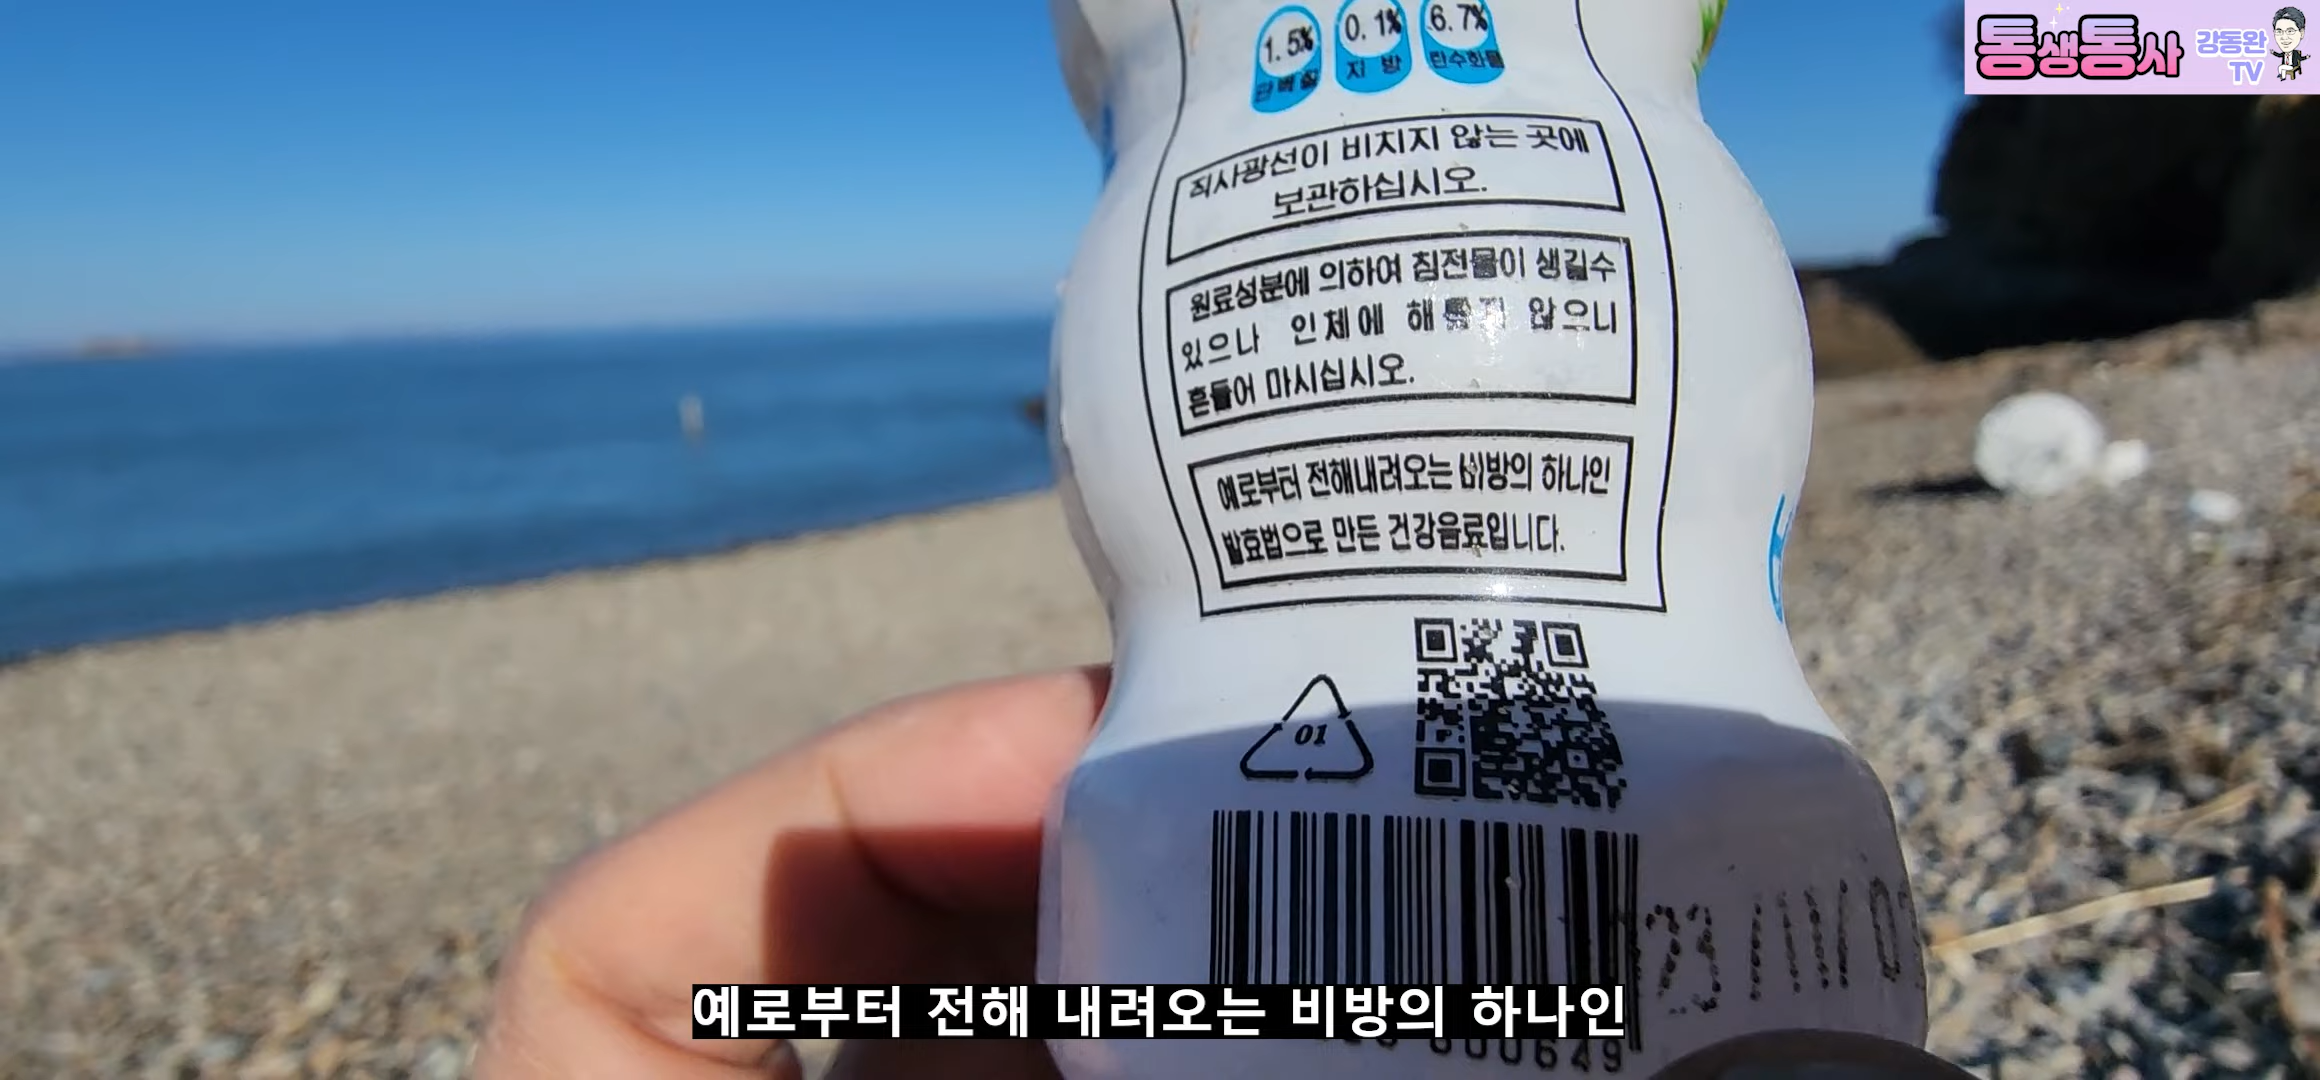 통생통사 강동완
TV
1.5% 0.1% 6.7%
단백질 지방 탄수화물
직사광선이 비치지 않는 곳에
보관하십시오.
원료성분에 의하여 침전물이 생길수
있으나 인체에 않으니
흔들어 마시십시오.
예로부터 전해내려오는 비방의 하나인
발효법으로 만든 건강음료입니다.
01
예로부터 전해 내려오는 비방의 하나인